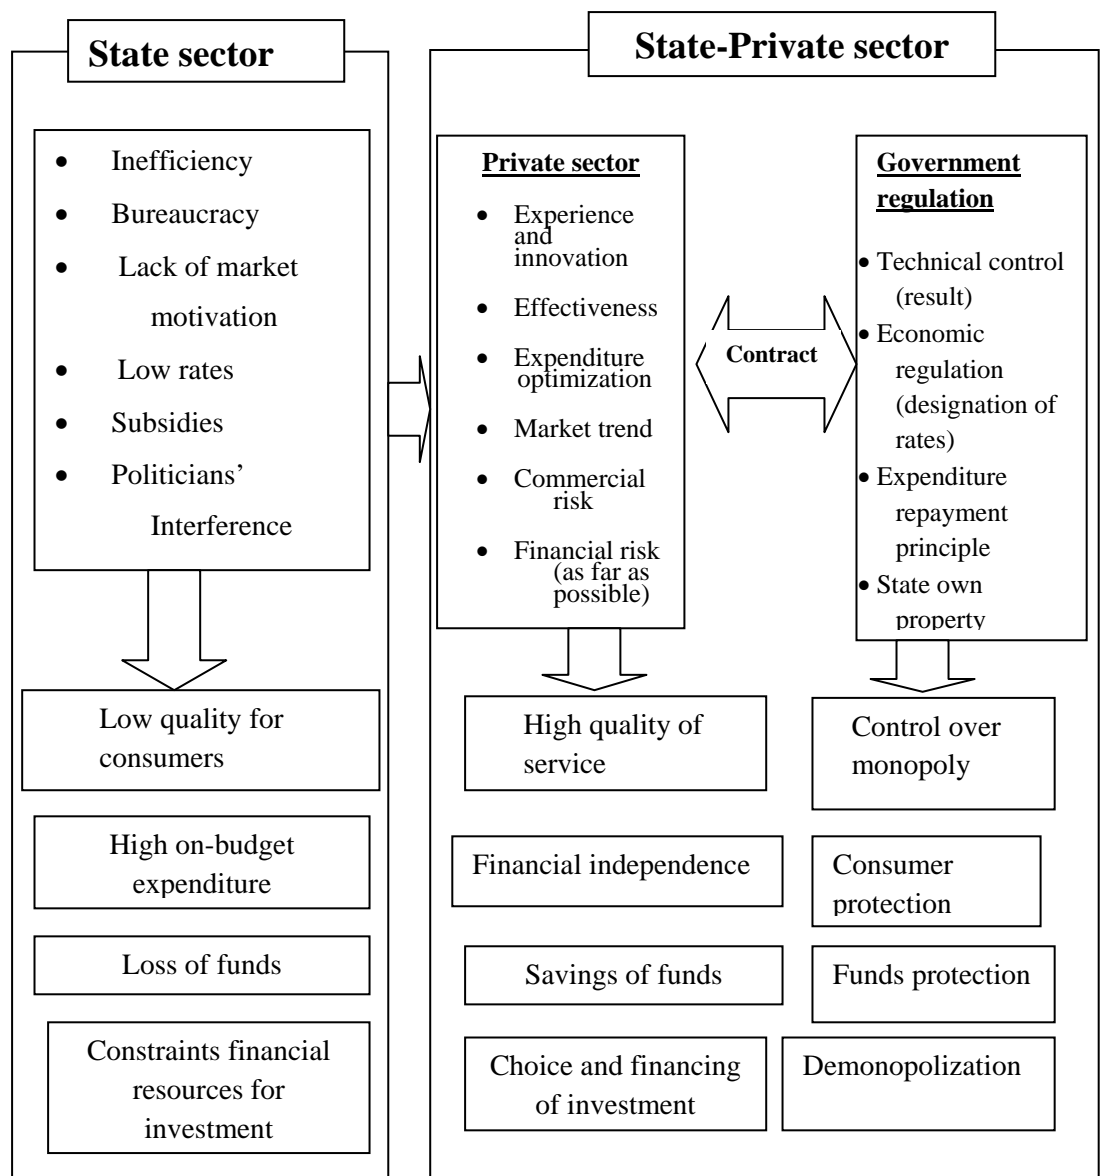 State sector
• Inefficiency
• Bureaucracy
• Lack of market
motivation
• Low rates
• Subsidies
• Politicians’
Interference
Low quality for
consumers
High on-budget
expenditure
Loss of funds
Constraints financial
resources for
investment
State-Private sector
Private sector
• Experience
and
innovation
• Effectiveness
• Expenditure
optimization
• Market trend
• Commercial
risk
• Financial risk
(as far as
possible)
Contract
Government
regulation
• Technical control
(result)
• Economic
regulation
(designation of
rates)
• Expenditure
repayment
principle
• State own
property
High quality of
service
Financial independence
Savings of funds
Choice and financing
of investment
Control over
monopoly
Consumer
protection
Funds protection
Demonopolization